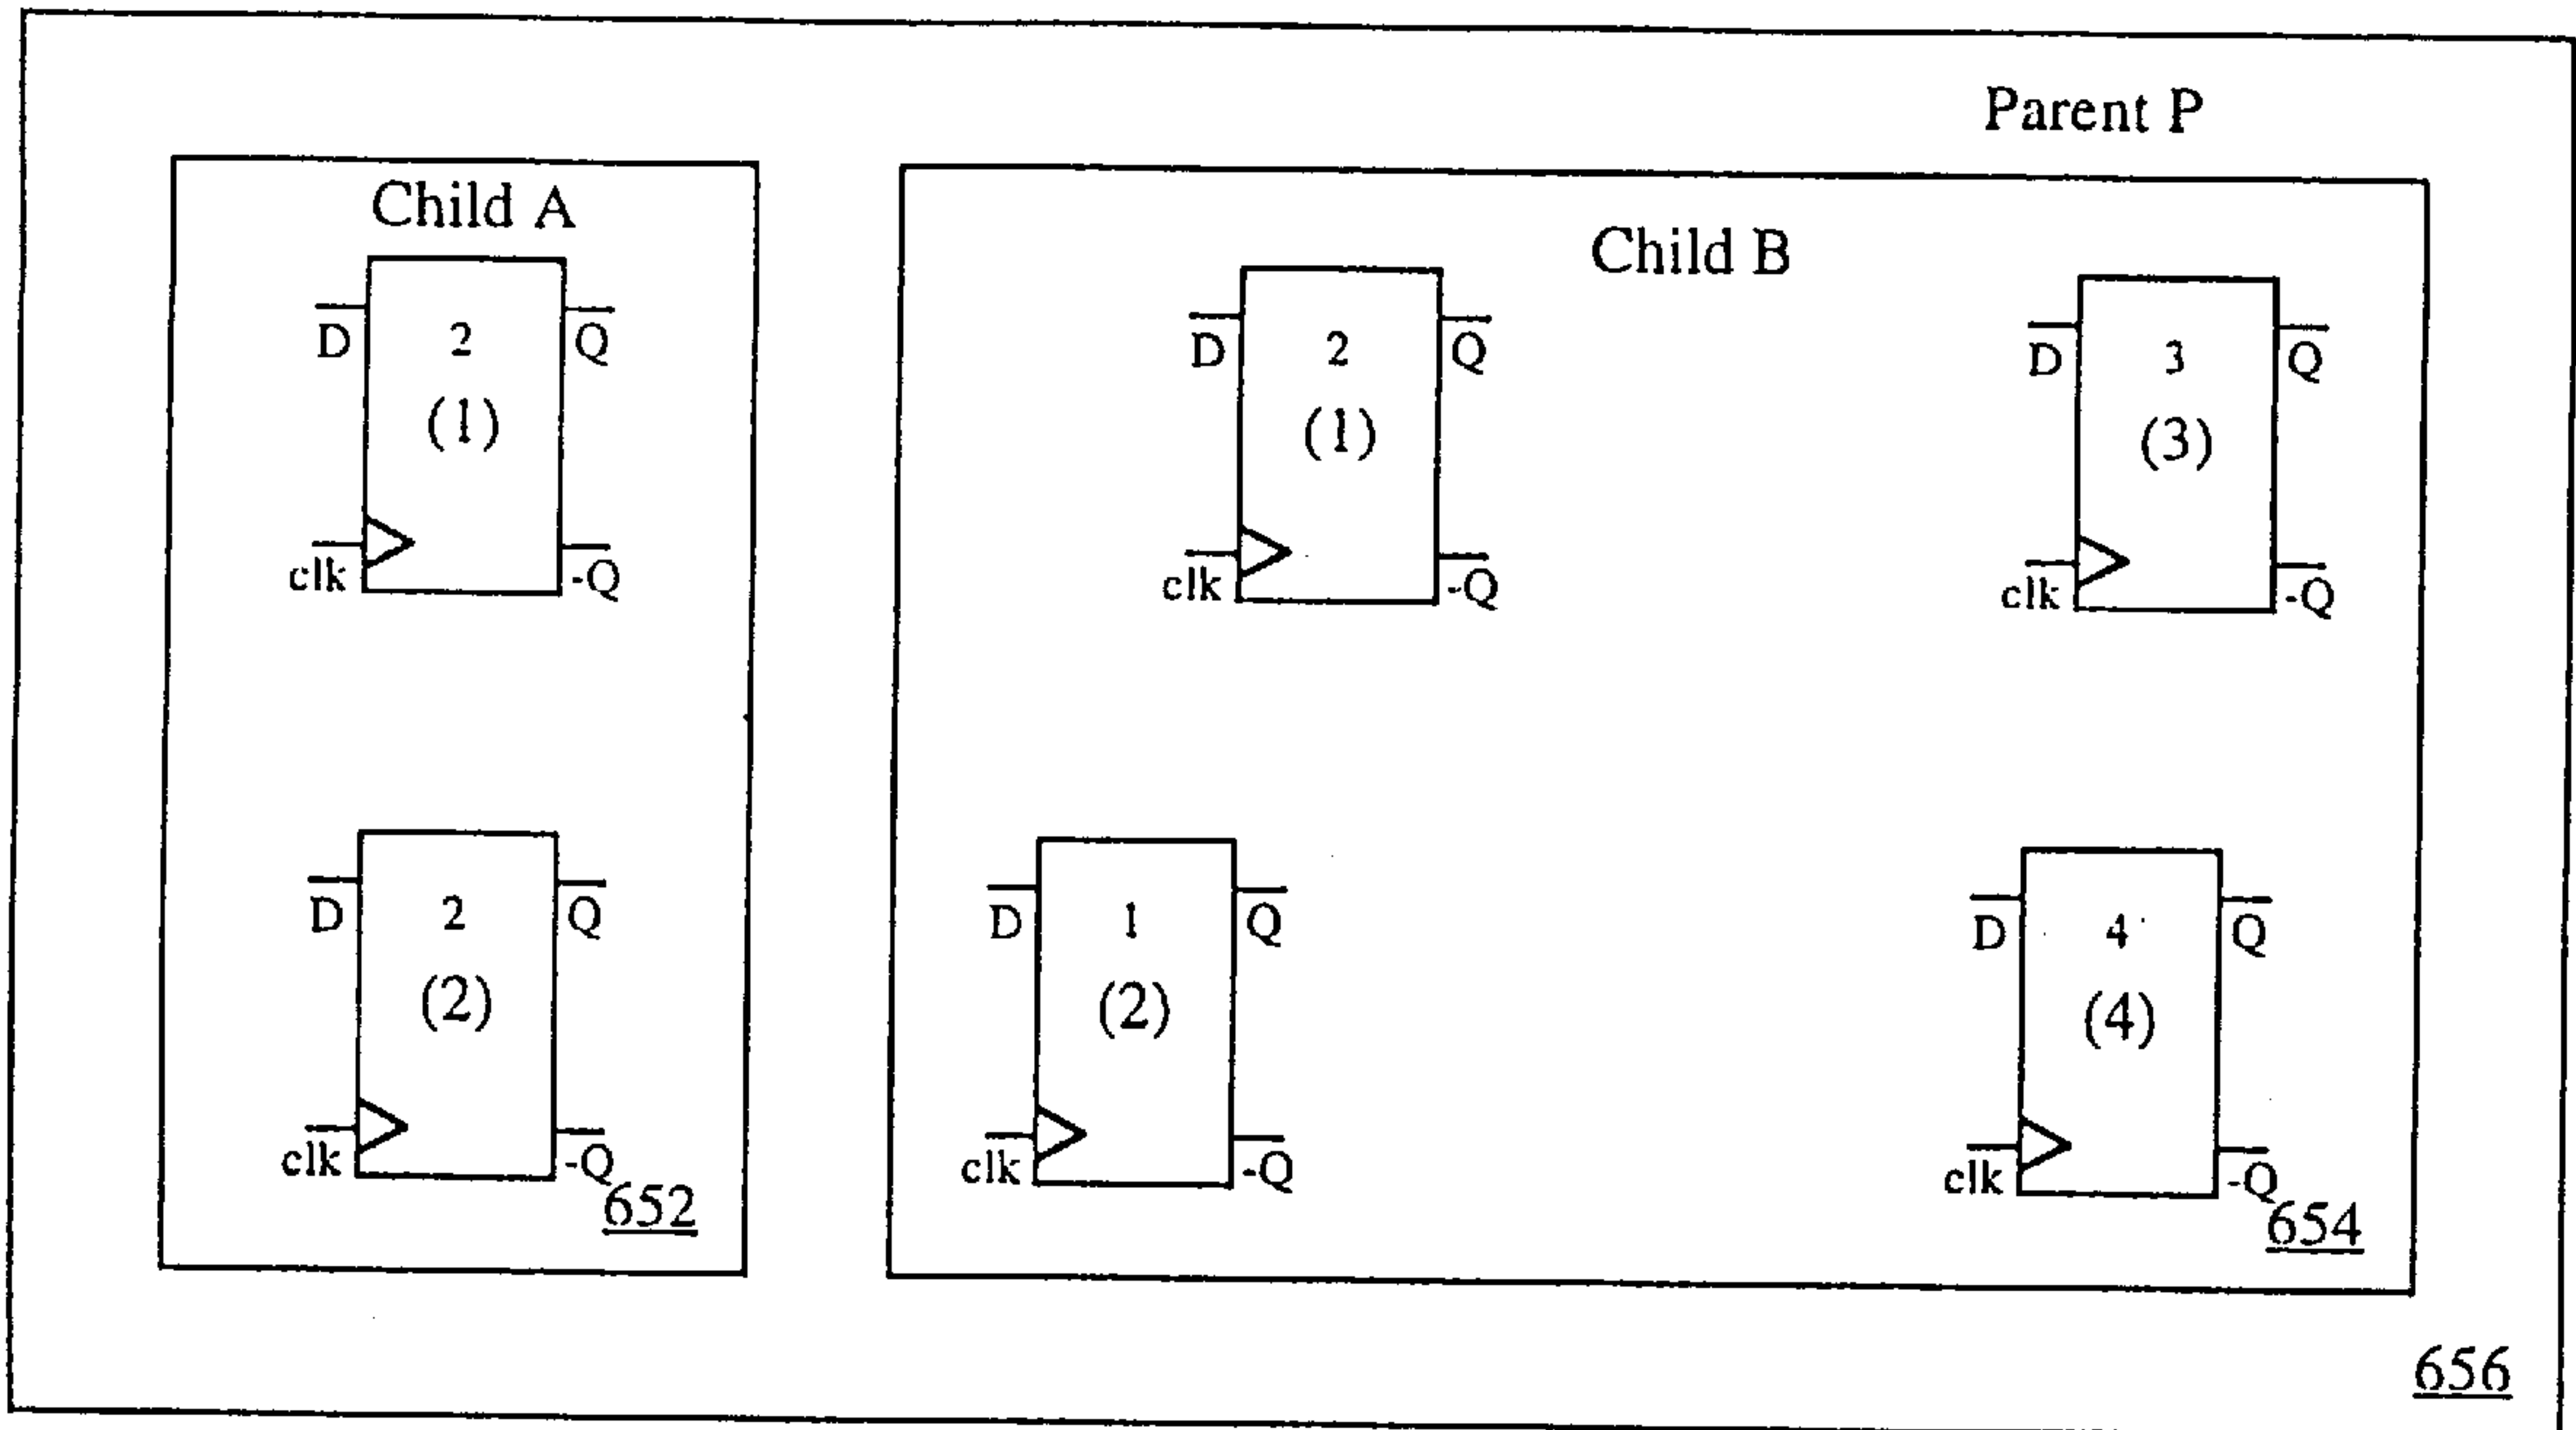 Parent P
Child A
D 2 Q
(1)
clk -Q
D 2 Q
(2)
clk -Q
652
Child B
D 2 Q
(1)
clk -Q
D 3 Q
(3)
clk -Q
D 1 Q
(2)
clk -Q
D 4 Q
(4)
clk -Q
654
656